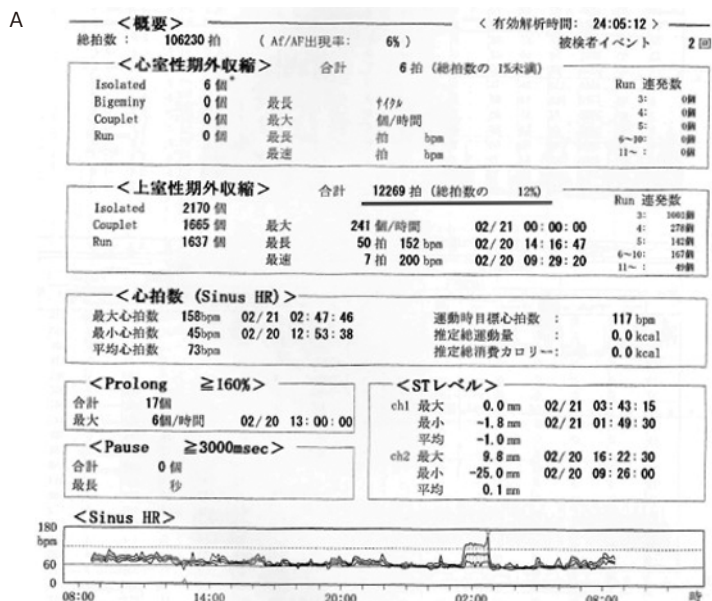 A
<概要>
<有効解析時間: 24:05:12>
総拍数: 106230 拍 (Af/AF出現率: 6%) 被検者イベント 2 回
<心室性期外収縮> 合計 6 拍 (総拍数の 1%未満)
Isolated 6 個*
Bigeminy 0 個 最長 サイクル
Couplet 0 個 最大 個/時間
Run 0 個 最長 拍 bpm
最速 拍 bpm
Run 連発数
3: 0個
4: 0個
5: 0個
6~10: 0個
11~: 0個
<上室性期外収縮> 合計 12269 拍 (総拍数の 12%)
Isolated 2170 個
Couplet 1665 個 最大 241 個/時間 02/21 00:00:00
Run 1637 個 最長 50 拍 152 bpm 02/20 14:16:47
最速 7 拍 200 bpm 02/20 09:29:20
Run 連発数
3:
4:
5: 142個
6~10: 167個
11~: 49個
<心拍数 (Sinus HR)>
最大心拍数 158bpm 02/21 02:47:46
最小心拍数 45bpm 02/20 12:53:38
平均心拍数 73bpm
運動時目標心拍数 : 117 bpm
推定総運動量 : 0.0 kcal
推定総消費カロリー: 0.0 kcal
<Prolong ≧160%>
合計 17個
最大 6個/時間 02/20 13:00:00
<Pause ≧3000msec>
合計 0 個
最長 秒
<STレベル>
ch1 最大 0.0 mm 02/21 03:43:15
最小 -1.8 mm 02/21 01:49:30
平均 -1.0 mm
ch2 最大 9.8 mm 02/20 16:22:30
最小 -25.0 mm 02/20 09:26:00
平均 0.1 mm
<Sinus HR>
180
bpm
60
0
08:00 14:00 20:00 02:00 08:00 時